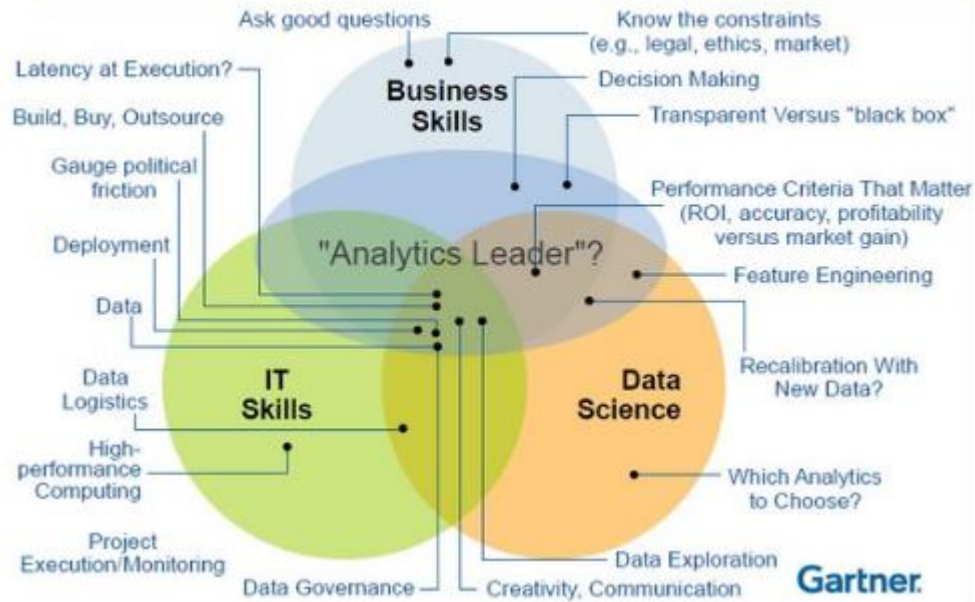 Ask good questions
Know the constraints
(e.g., legal, ethics, market)
Latency at Execution?
Business
Skills
Decision Making
Build, Buy, Outsource
Transparent Versus "black box"
Gauge political
friction
Performance Criteria That Matter
(ROI, accuracy, profitability
versus market gain)
Deployment
"Analytics Leader"?
Feature Engineering
Data
Recalibration With
New Data?
Data
Logistics
IT
Skills
Data
Science
High-
performance
Computing
Which Analytics
to Choose?
Project
Execution/Monitoring
Data Exploration
Data Governance
Creativity, Communication
Gartner.